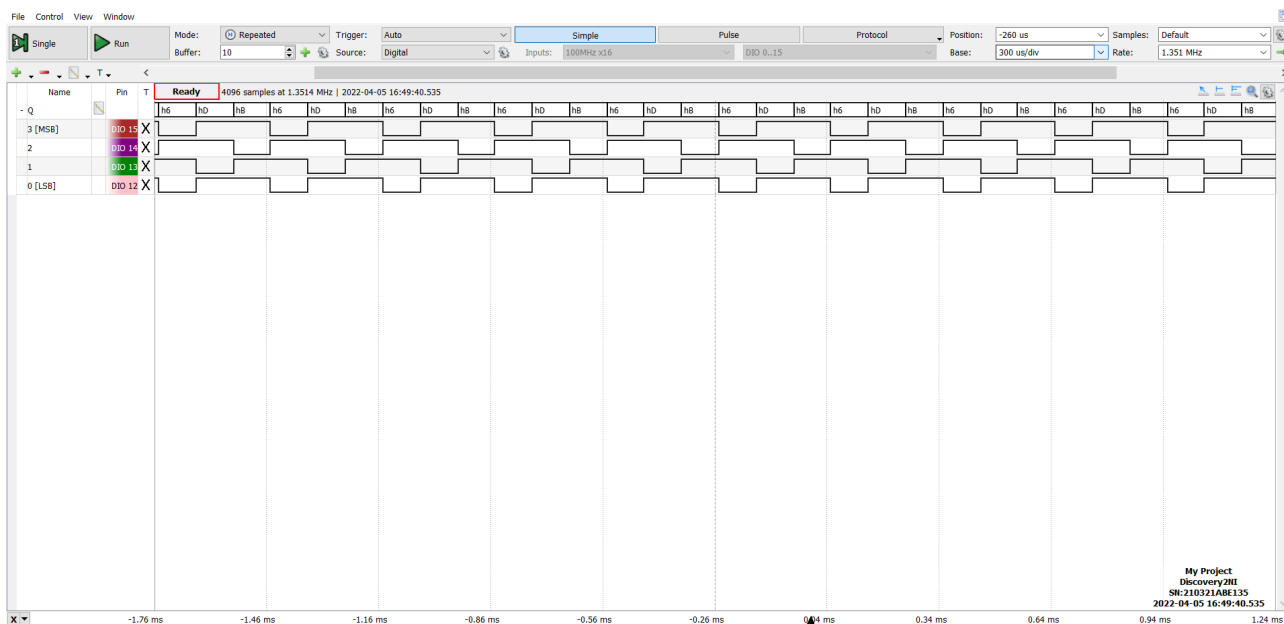 File Control View Window
Single Run Mode: Repeated Trigger: Auto Simple Pulse Protocol Position: -260 us Samples: Default
Buffer: 10 Source: Digital Inputs: 100MHz x16 DIO 0..15 Base: 300 us/div Rate: 1.351 MHz
Name Pin T Ready 4096 samples at 1.3514 MHz | 2022-04-05 16:49:40.535
- Q h6 hD hB h6 hD hB h6 hD hB h6 hD hB h6 hD hB h6 hD hB h6 hD hB h6 hD hB h6 hD hB h6 hD hB
3 [MSB] DIO 15 X
2 DIO 14 X
1 DIO 13 X
0 [LSB] DIO 12 X
My Project
Discovery2NI
SN:210321ABE135
2022-04-05 16:49:40.535
X -1.76 ms -1.46 ms -1.16 ms -0.86 ms -0.56 ms -0.26 ms 0.04 ms 0.34 ms 0.64 ms 0.94 ms 1.24 ms